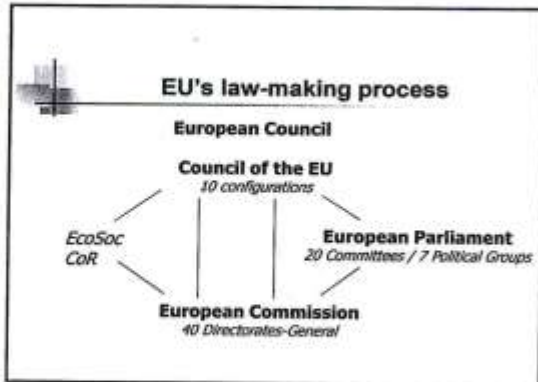 EU's law-making process
European Council
Council of the EU
10 configurations
EcoSoc
CoR
European Parliament
20 Committees / 7 Political Groups
European Commission
40 Directorates-General